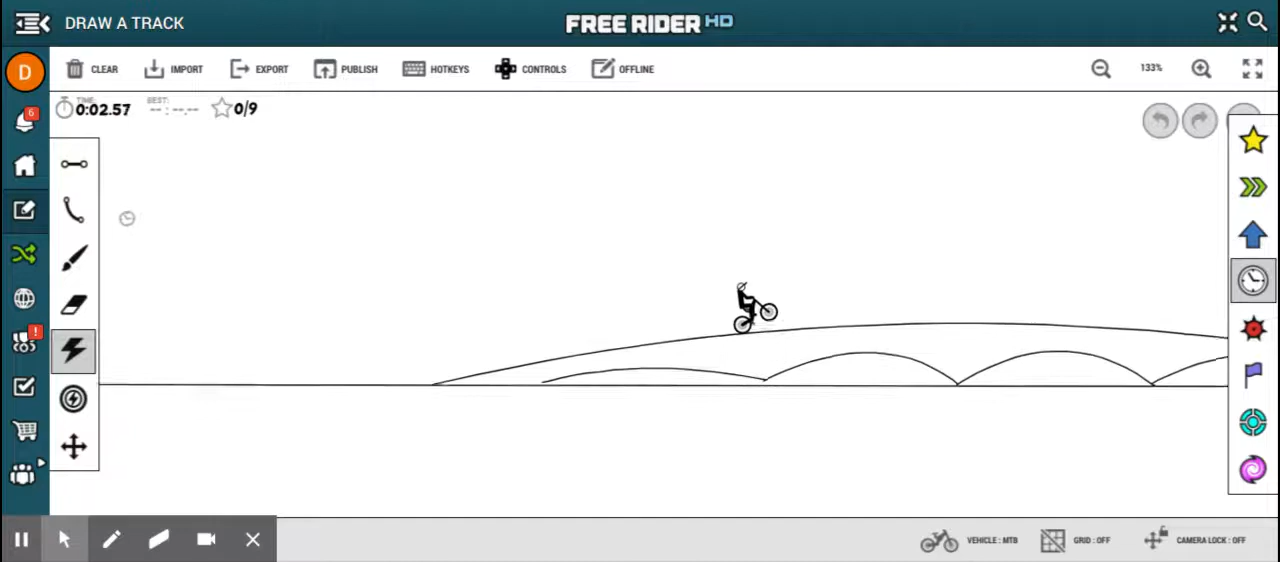 DRAW A TRACK
FREE RIDER HD
D
CLEAR
IMPORT
EXPORT
PUBLISH
HOTKEYS
CONTROLS
OFFLINE
133%
6
TIME:
0:02.57
BEST:
-- : --.--
0/9
!
VEHICLE : MTB
GRID : OFF
CAMERA LOCK : OFF